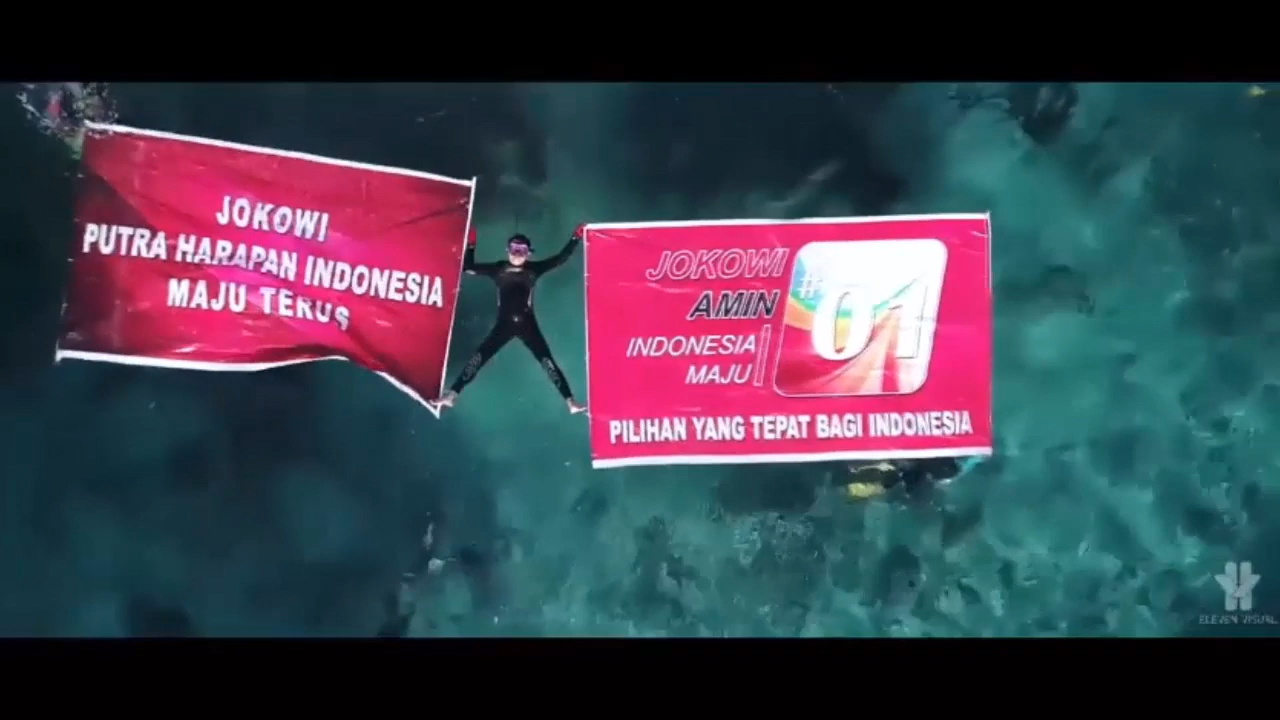 JOKOWI
PUTRA HARAPAN INDONESIA
MAJU TERUS
JOKOWI
AMIN
INDONESIA
MAJU
#01
PILIHAN YANG TEPAT BAGI INDONESIA
ELEVEN VISUAL